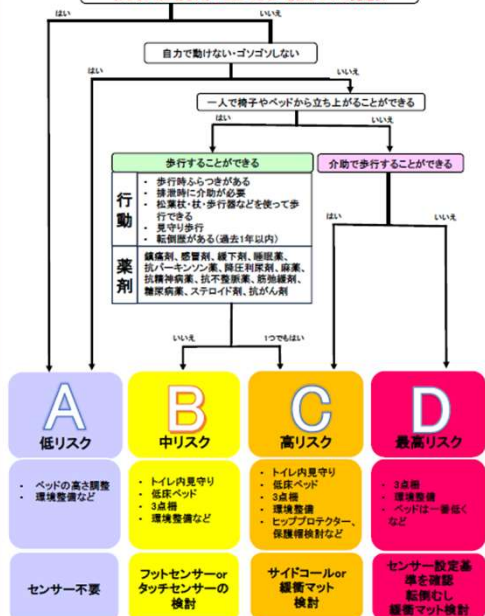 はい
いいえ
自力で動けない・ゴソゴソしない
はい
いいえ
一人で椅子やベッドから立ち上がることができる
はい
いいえ
歩行することができる
介助で歩行することができる
行動
・ 歩行時ふらつきがある
・ 排泄時に介助が必要
・ 松葉杖・杖・歩行器などを使って歩
行できる
・ 見守り歩行
・ 転倒歴がある(過去1年以内)
はい
いいえ
薬剤
鎮痛剤、感冒剤、緩下剤、睡眠薬、
抗パーキンソン薬、降圧利尿剤、麻薬、
抗精神病薬、抗不整脈薬、筋弛緩剤、
糖尿病薬、ステロイド剤、抗がん剤
いいえ
1つでもはい
A
低リスク
B
中リスク
C
高リスク
D
最高リスク
・ ベッドの高さ調整
・ 環境整備など
・ トイレ内見守り
・ 低床ベッド
・ 3点柵
・ 環境整備など
・ トイレ内見守り
・ 低床ベッド
・ 3点柵
・ 環境整備
・ ヒッププロテクター、
保護帽検討など
・ 3点柵
・ 環境整備
・ ベッドは一番低く
など
センサー不要
フットセンサーor
タッチセンサーの
検討
サイドコールor
緩衝マット
検討
センサー設定基
準を確認
転倒むし
緩衝マット検討